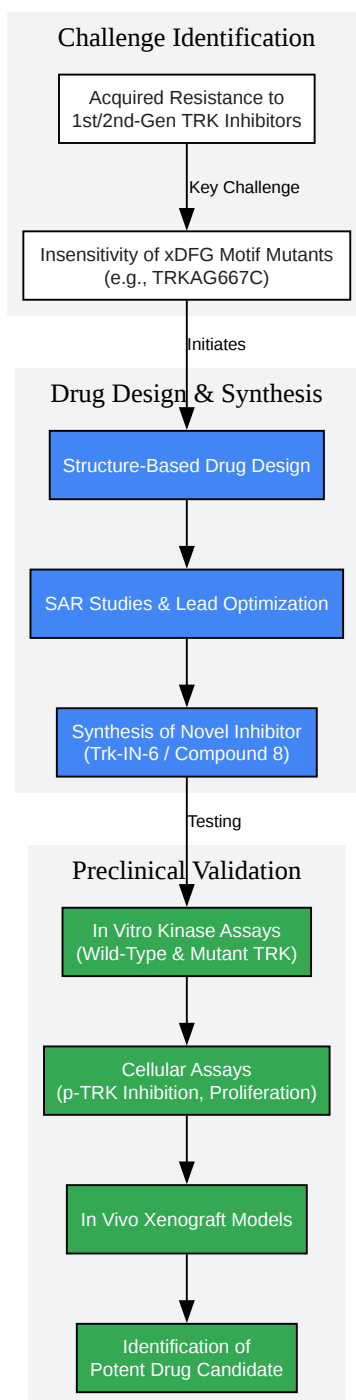 Challenge Identification
Acquired Resistance to
1st/2nd-Gen TRK Inhibitors
Key Challenge
Insensitivity of xDFG Motif Mutants
(e.g., TRKAG667C)
Initiates
Drug Design & Synthesis
Structure-Based Drug Design
SAR Studies & Lead Optimization
Synthesis of Novel Inhibitor
(Trk-IN-6 / Compound 8)
Testing
Preclinical Validation
In Vitro Kinase Assays
(Wild-Type & Mutant TRK)
Cellular Assays
(p-TRK Inhibition, Proliferation)
In Vivo Xenograft Models
Identification of
Potent Drug Candidate